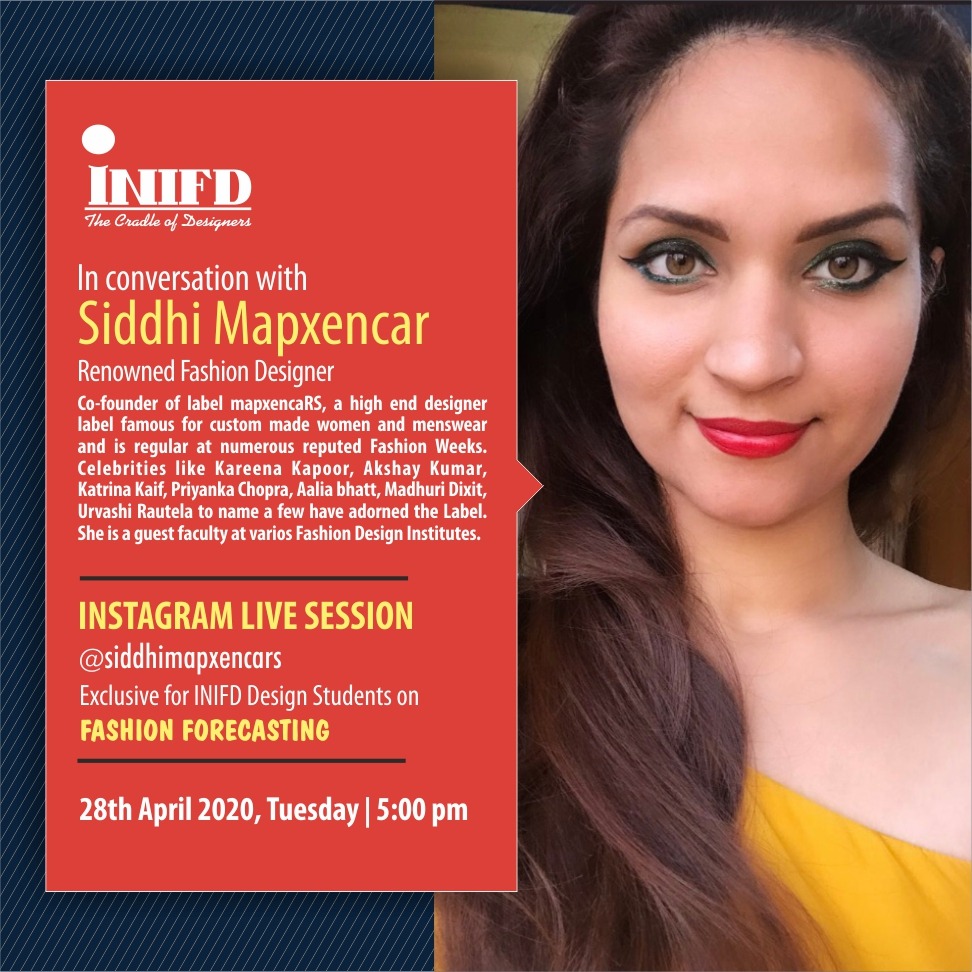 INIFD
The Cradle of Designers
In conversation with
Siddhi Mapxencar
Renowned Fashion Designer
Co-founder of label mapxencaRS, a high end designer
label famous for custom made women and menswear
and is regular at numerous reputed Fashion Weeks.
Celebrities like Kareena Kapoor, Akshay Kumar,
Katrina Kaif, Priyanka Chopra, Aalia bhatt, Madhuri Dixit,
Urvashi Rautela to name a few have adorned the Label.
She is a guest faculty at varios Fashion Design Institutes.
INSTAGRAM LIVE SESSION
@siddhimapxencars
Exclusive for INIFD Design Students on
FASHION FORECASTING
28th April 2020, Tuesday | 5:00 pm